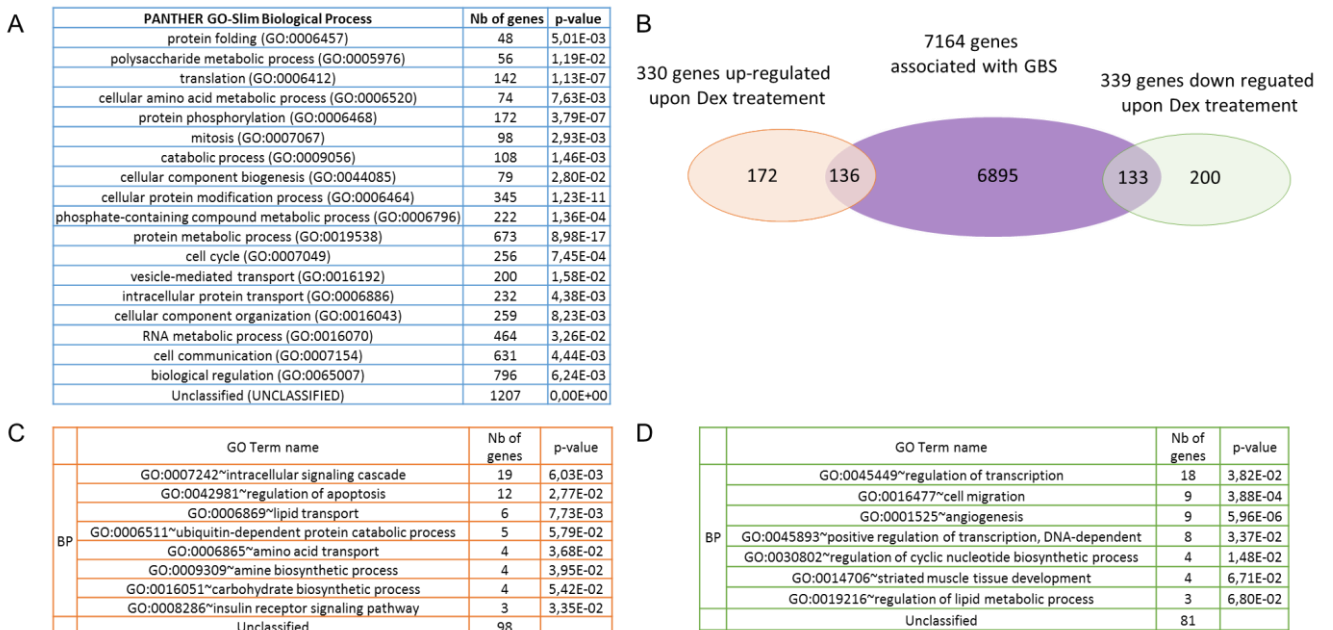 A
PANTHER GO-Slim Biological Process Nb of genes p-value
protein folding (GO:0006457) 48 5,01E-03
polysaccharide metabolic process (GO:0005976) 56 1,19E-02
translation (GO:0006412) 142 1,13E-07
cellular amino acid metabolic process (GO:0006520) 74 7,63E-03
protein phosphorylation (GO:0006468) 172 3,79E-07
mitosis (GO:0007067) 98 2,93E-03
catabolic process (GO:0009056) 108 1,46E-03
cellular component biogenesis (GO:0044085) 79 2,80E-02
cellular protein modification process (GO:0006464) 345 1,23E-11
phosphate-containing compound metabolic process (GO:0006796) 222 1,36E-04
protein metabolic process (GO:0019538) 673 8,98E-17
cell cycle (GO:0007049) 256 7,45E-04
vesicle-mediated transport (GO:0016192) 200 1,58E-02
intracellular protein transport (GO:0006886) 232 4,38E-03
cellular component organization (GO:0016043) 259 8,23E-03
RNA metabolic process (GO:0016070) 464 3,26E-02
cell communication (GO:0007154) 631 4,44E-03
biological regulation (GO:0065007) 796 6,24E-03
Unclassified (UNCLASSIFIED) 1207 0,00E+00
B
7164 genes
associated with GBS
330 genes up-regulated
upon Dex treatement
339 genes down reguated
upon Dex treatement
172 136 6895 133 200
C
GO Term name Nb of
genes p-value
BP
GO:0007242~intracellular signaling cascade 19 6,03E-03
GO:0042981~regulation of apoptosis 12 2,77E-02
GO:0006869~lipid transport 6 7,73E-03
GO:0006511~ubiquitin-dependent protein catabolic process 5 5,79E-02
GO:0006865~amino acid transport 4 3,68E-02
GO:0009309~amine biosynthetic process 4 3,95E-02
GO:0016051~carbohydrate biosynthetic process 4 5,42E-02
GO:0008286~insulin receptor signaling pathway 3 3,35E-02
Unclassified 98
D
GO Term name Nb of
genes p-value
BP
GO:0045449~regulation of transcription 18 3,82E-02
GO:0016477~cell migration 9 3,88E-04
GO:0001525~angiogenesis 9 5,96E-06
GO:0045893~positive regulation of transcription, DNA-dependent 8 3,37E-02
GO:0030802~regulation of cyclic nucleotide biosynthetic process 4 1,48E-02
GO:0014706~striated muscle tissue development 4 6,71E-02
GO:0019216~regulation of lipid metabolic process 3 6,80E-02
Unclassified 81